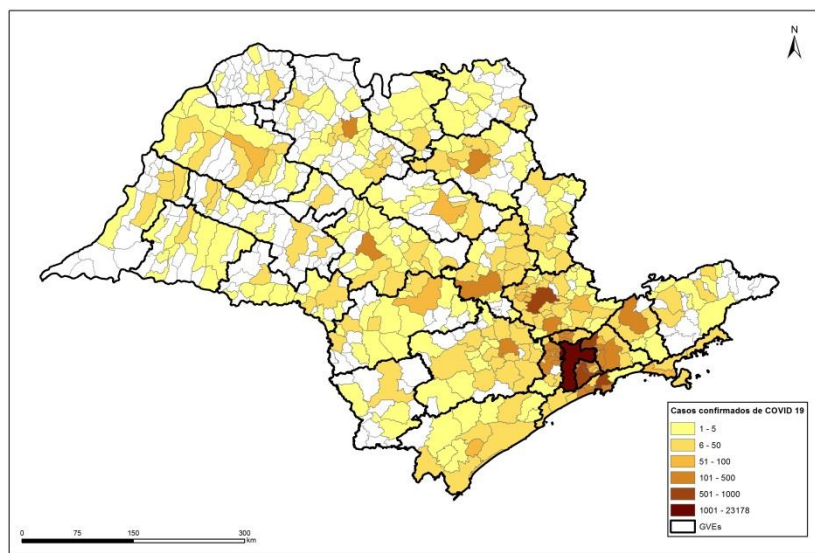 N
Casos confirmados de COVID 19
1 - 5
6 - 50
51 - 100
101 - 500
501 - 1000
1001 - 23178
GVEs
0 75 150 300
km